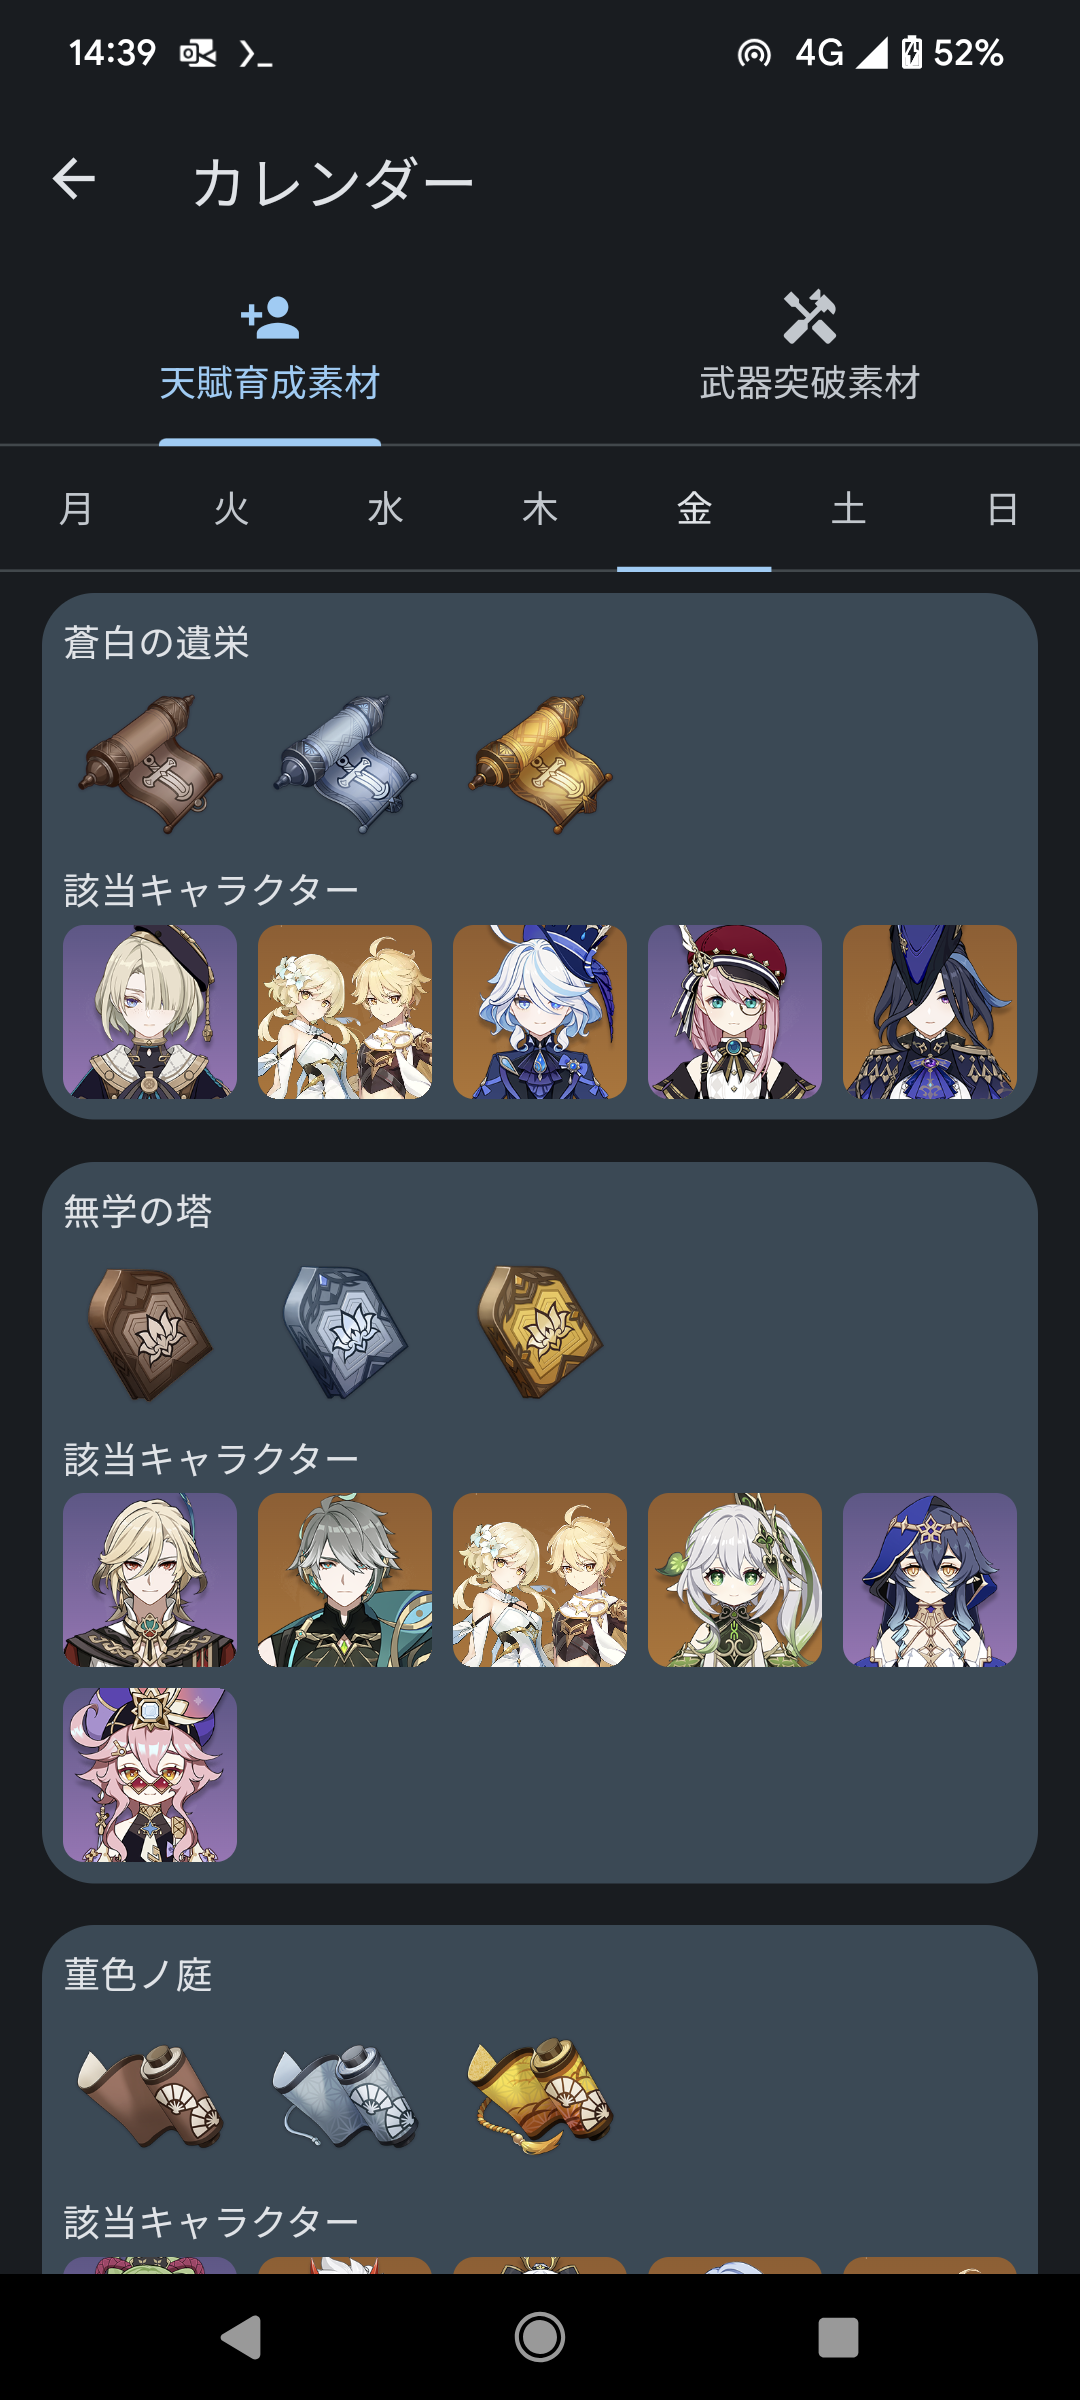 14:39
4G 52%
カレンダー
天賦育成素材 武器突破素材
月 火 水 木 金 土 日
蒼白の遺栄
該当キャラクター
無学の塔
該当キャラクター
菫色ノ庭
該当キャラクター